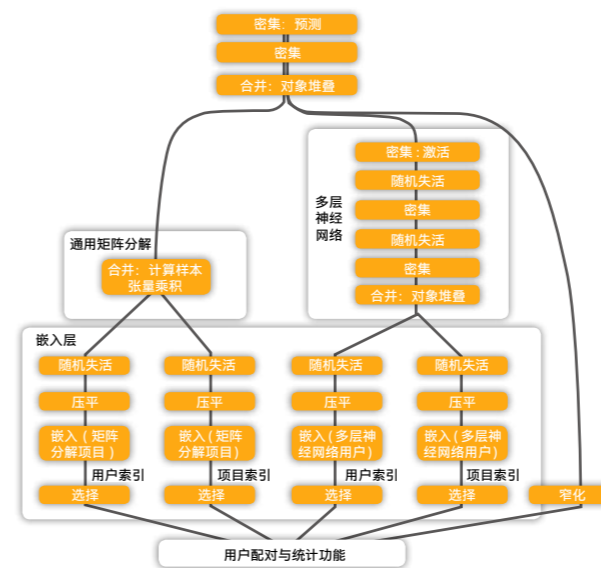 密集：预测
密集
合并：对象堆叠
多层
神经
网络
密集：激活
随机失活
密集
随机失活
密集
合并：对象堆叠
通用矩阵分解
合并：计算样本
张量乘积
嵌入层
随机失活
随机失活
随机失活
随机失活
压平
压平
压平
压平
嵌入（矩阵
分解项目）
嵌入（矩阵
分解项目）
嵌入（多层神
经网络用户）
嵌入（多层神
经网络用户）
用户索引
项目索引
用户索引
项目索引
选择
选择
选择
选择
窄化
用户配对与统计功能